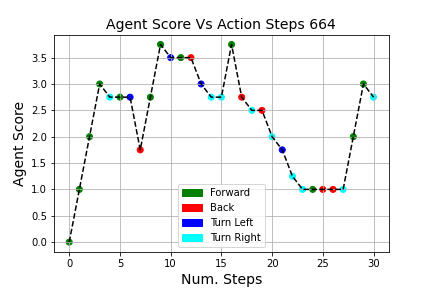 Agent Score Vs Action Steps 664
Agent Score
3.5
3.0
2.5
2.0
1.5
1.0
0.5
0.0
Forward
Back
Turn Left
Turn Right
0 5 10 15 20 25 30
Num. Steps